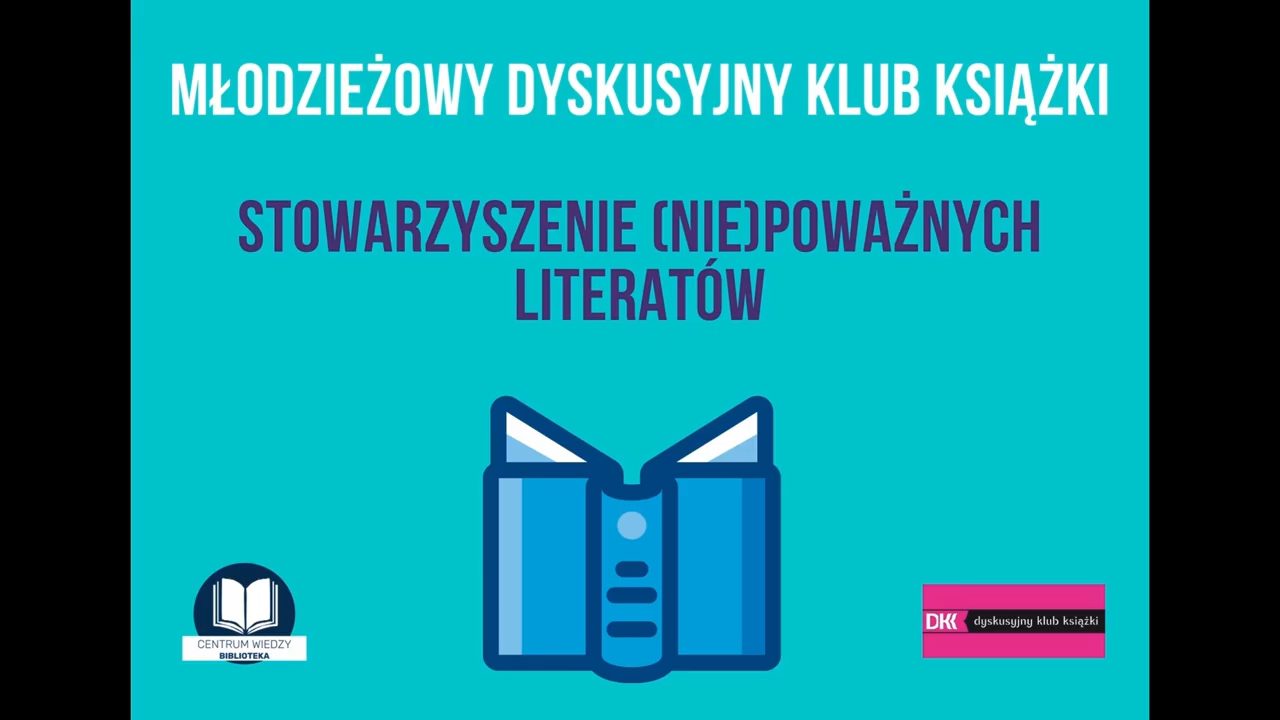 MŁODZIEŻOWY DYSKUSYJNY KLUB KSIĄŻKI
STOWARZYSZENIE (NIE)POWAŻNYCH
LITERATÓW
CENTRUM WIEDZY
BIBLIOTEKA
DKK dyskusyjny klub książki